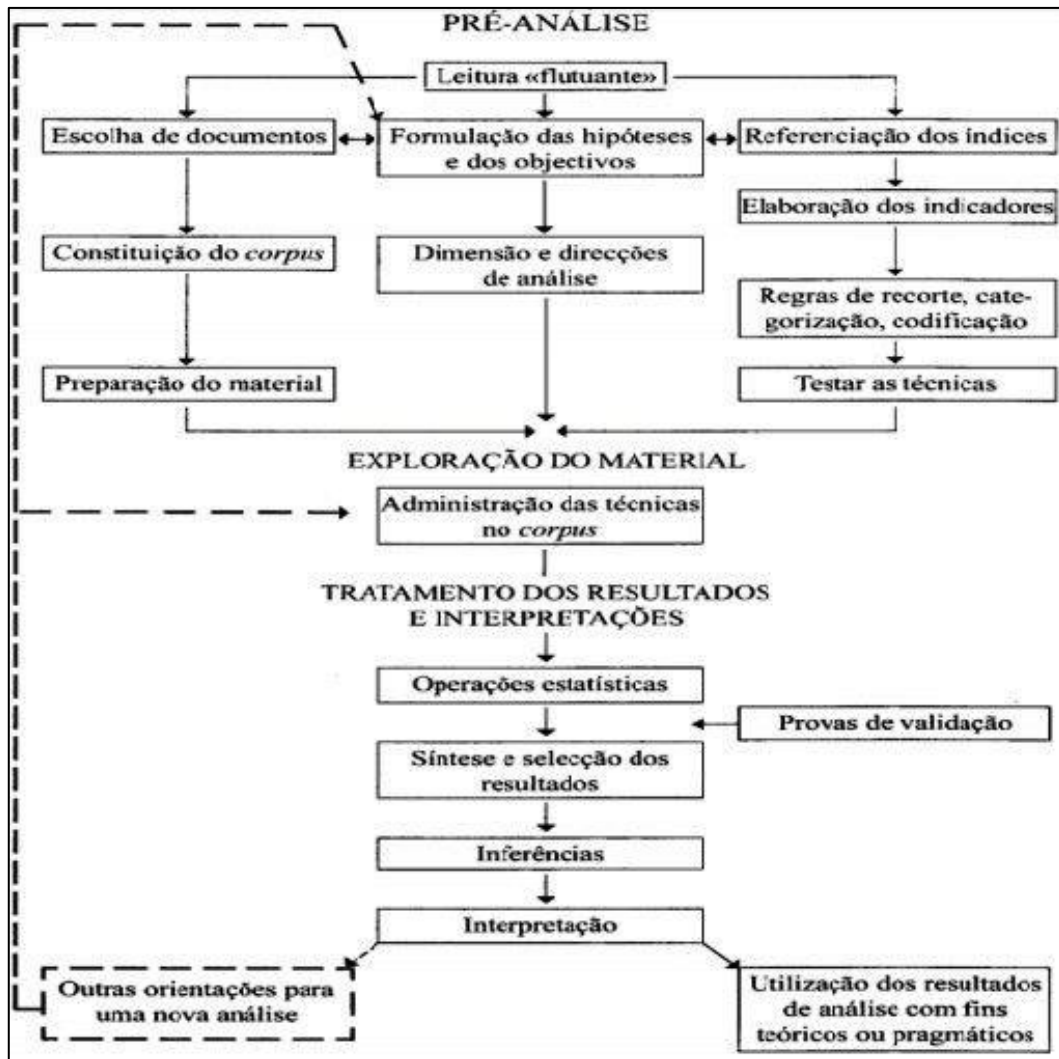 PRÉ-ANÁLISE
Leitura «flutuante»
Escolha de documentos
Formulação das hipóteses
e dos objectivos
Referenciação dos índices
Elaboração dos indicadores
Constituição do corpus
Dimensão e direcções
de análise
Regras de recorte, cate-
gorização, codificação
Preparação do material
Testar as técnicas
EXPLORAÇÃO DO MATERIAL
Administração das técnicas
no corpus
TRATAMENTO DOS RESULTADOS
E INTERPRETAÇÕES
Operações estatísticas
Provas de validação
Síntese e selecção dos
resultados
Inferências
Interpretação
Outras orientações para
uma nova análise
Utilização dos resultados
de análise com fins
teóricos ou pragmáticos